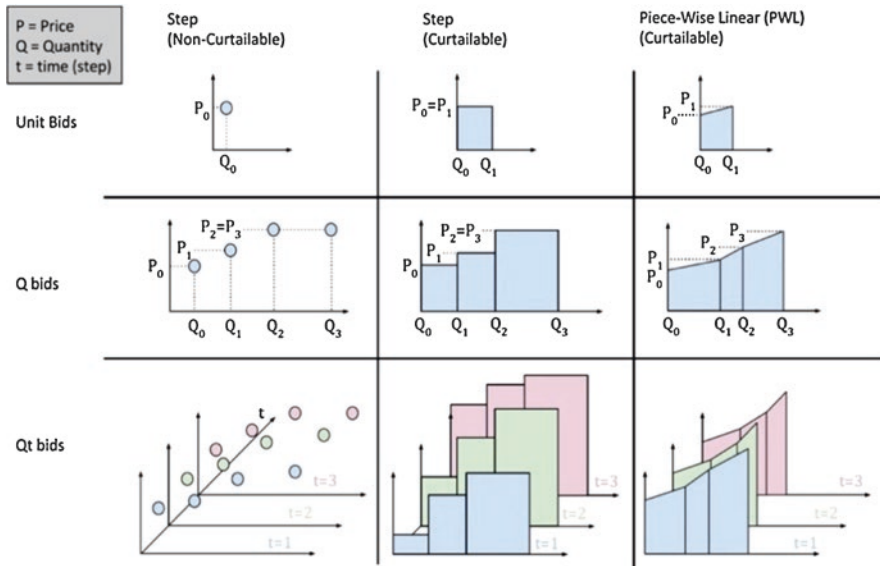 P = Price
Q = Quantity
t = time (step)
Step
(Non-Curtailable)
Step
(Curtailable)
Piece-Wise Linear (PWL)
(Curtailable)
Unit Bids
P₀
Q₀
P₀=P₁
Q₀ Q₁
P₁
P₀
Q₀ Q₁
Q bids
P₂=P₃
P₁
P₀
Q₀ Q₁ Q₂ Q₃
P₂=P₃
P₁
P₀
Q₀ Q₁ Q₂ Q₃
P₃
P₂
P₁
P₀
Q₀ Q₁ Q₂ Q₃
Qt bids
t
t=3
t=2
t=1
t=3
t=2
t=1
t=3
t=2
t=1